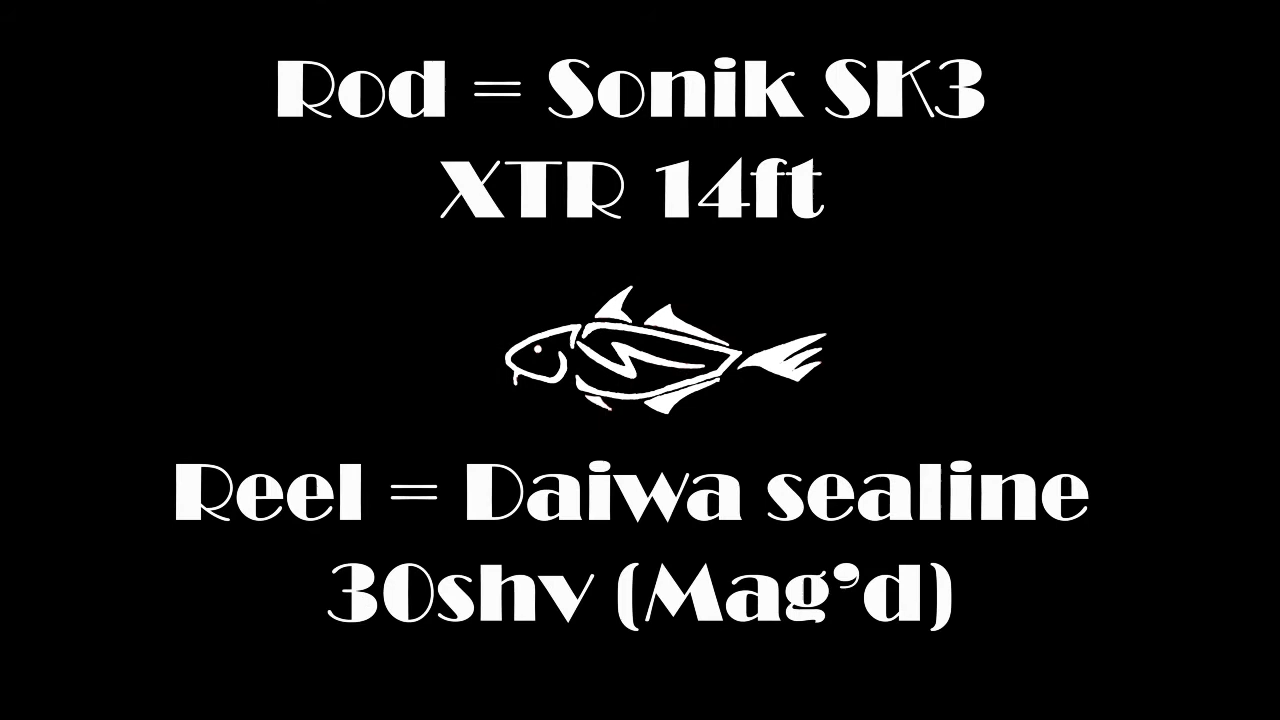 Rod = Sonik SK3
XTR 14ft
Reel = Daiwa sealine
30shv (Mag’d)